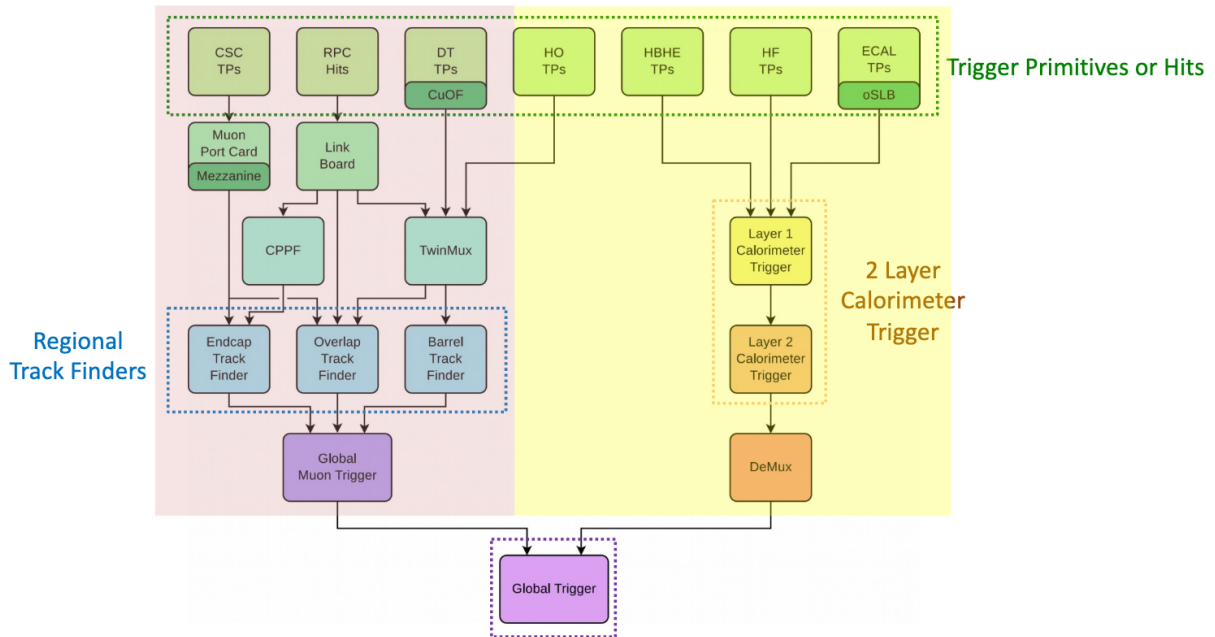 CSC
TPs
RPC
Hits
DT
TPs
CuOF
HO
TPs
HBHE
TPs
HF
TPs
ECAL
TPs
oSLB
Trigger Primitives or Hits
Muon
Port Card
Mezzanine
Link
Board
CPPF
TwinMux
Layer 1
Calorimeter
Trigger
2 Layer
Calorimeter
Trigger
Regional
Track Finders
Endcap
Track
Finder
Overlap
Track
Finder
Barrel
Track
Finder
Layer 2
Calorimeter
Trigger
Global
Muon Trigger
DeMux
Global Trigger